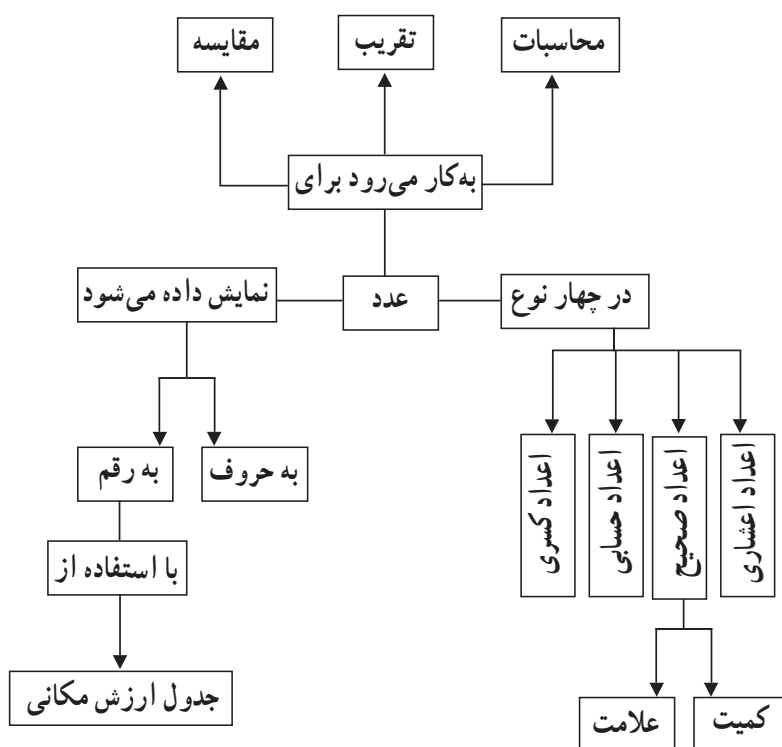 محاسبات
تقریب
مقایسه
به‌کار می‌رود برای
در چهار نوع
عدد
نمایش داده می‌شود
اعداد اعشاری
اعداد صحیح
اعداد حسابی
اعداد کسری
به حروف
به رقم
با استفاده از
کمیت
علامت
جدول ارزش مکانی